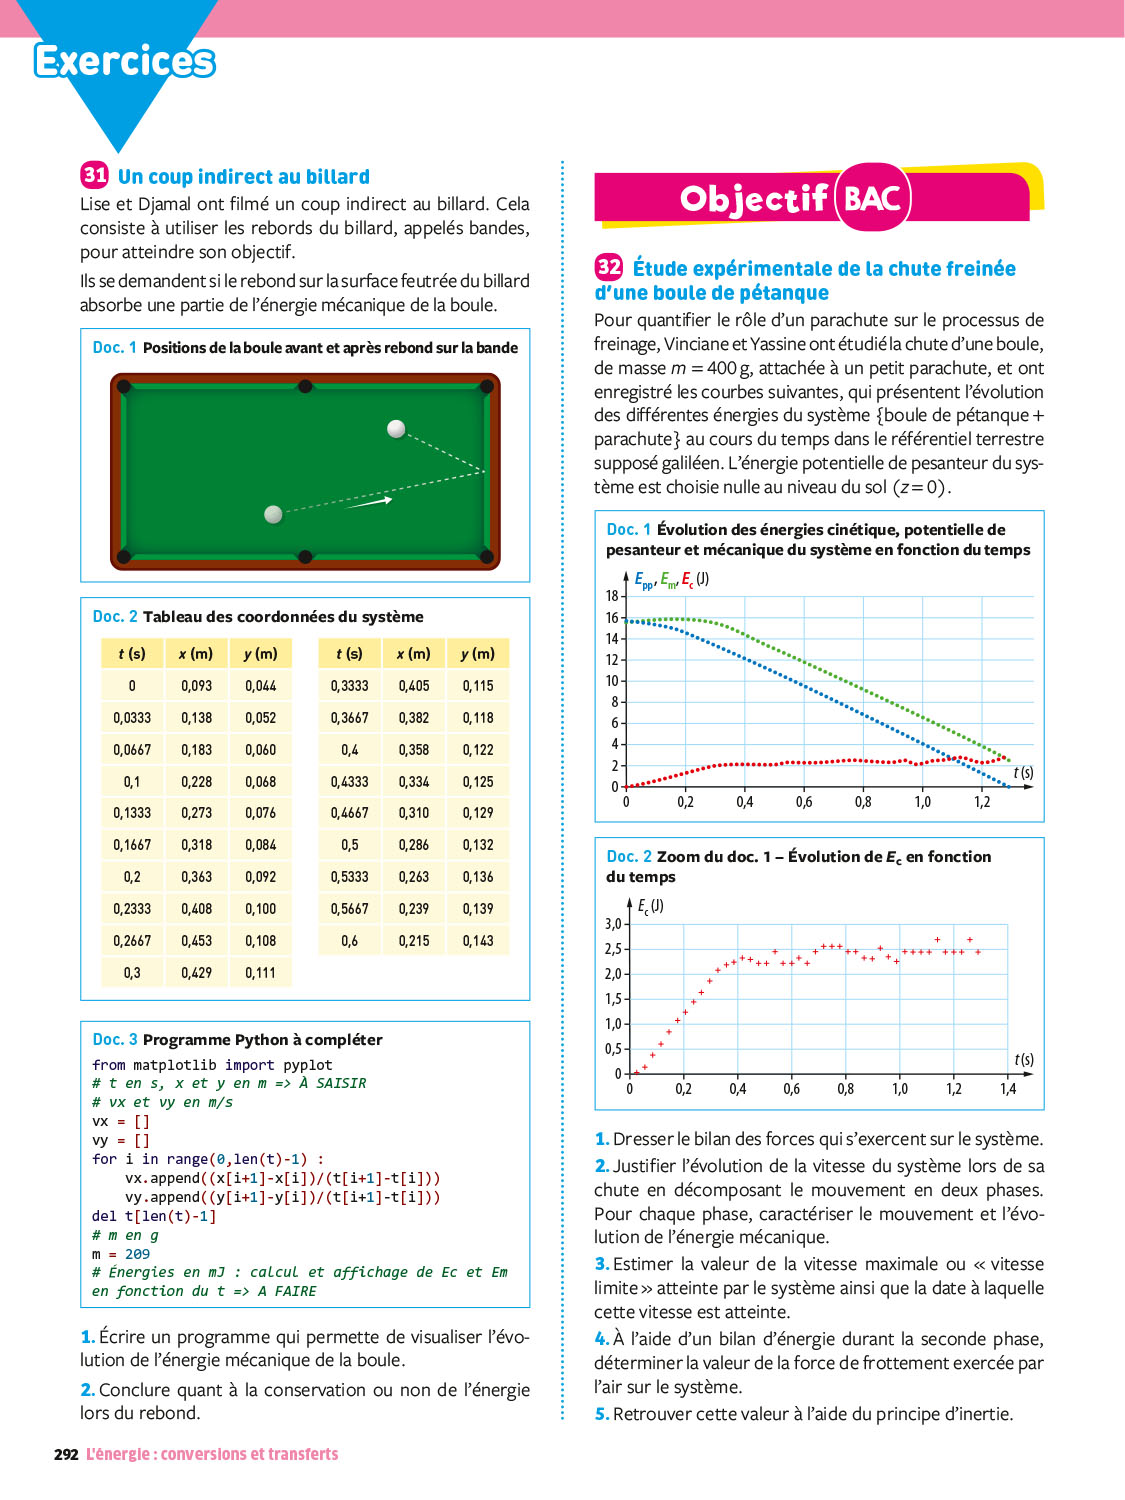 Exercices
31 Un coup indirect au billard
Lise et Djamal ont filmé un coup indirect au billard. Cela
consiste à utiliser les rebords du billard, appelés bandes,
pour atteindre son objectif.
Ils se demandent si le rebond sur la surface feutrée du billard
absorbe une partie de l'énergie mécanique de la boule.
Doc. 1 Positions de la boule avant et après rebond sur la bande
Doc. 2 Tableau des coordonnées du système
t (s) x (m) y (m)
0 0,093 0,044
0,0333 0,138 0,052
0,0667 0,183 0,060
0,1 0,228 0,068
0,1333 0,273 0,076
0,1667 0,318 0,084
0,2 0,363 0,092
0,2333 0,408 0,100
0,2667 0,453 0,108
0,3 0,429 0,111
t (s) x (m) y (m)
0,3333 0,405 0,115
0,3667 0,382 0,118
0,4 0,358 0,122
0,4333 0,334 0,125
0,4667 0,310 0,129
0,5 0,286 0,132
0,5333 0,263 0,136
0,5667 0,239 0,139
0,6 0,215 0,143
Doc. 3 Programme Python à compléter
from matplotlib import pyplot
# t en s, x et y en m => À SAISIR
# vx et vy en m/s
vx = []
vy = []
for i in range(0,len(t)-1) :
    vx.append((x[i+1]-x[i])/(t[i+1]-t[i]))
    vy.append((y[i+1]-y[i])/(t[i+1]-t[i]))
del t[len(t)-1]
# m en g
m = 209
# Énergies en mJ : calcul et affichage de Ec et Em
en fonction du t => A FAIRE
1. Écrire un programme qui permette de visualiser l'évo-
lution de l'énergie mécanique de la boule.
2. Conclure quant à la conservation ou non de l'énergie
lors du rebond.
Objectif BAC
32 Étude expérimentale de la chute freinée
d'une boule de pétanque
Pour quantifier le rôle d'un parachute sur le processus de
freinage, Vinciane et Yassine ont étudié la chute d'une boule,
de masse m = 400 g, attachée à un petit parachute, et ont
enregistré les courbes suivantes, qui présentent l'évolution
des différentes énergies du système {boule de pétanque +
parachute} au cours du temps dans le référentiel terrestre
supposé galiléen. L'énergie potentielle de pesanteur du sys-
tème est choisie nulle au niveau du sol (z = 0).
Doc. 1 Évolution des énergies cinétique, potentielle de
pesanteur et mécanique du système en fonction du temps
Epp, Em, Ec (J)
18
16
14
12
10
8
6
4
2
0
t (s)
0 0,2 0,4 0,6 0,8 1,0 1,2
Doc. 2 Zoom du doc. 1 – Évolution de Ec en fonction
du temps
Ec (J)
3,0
2,5
2,0
1,5
1,0
0,5
0
t (s)
0 0,2 0,4 0,6 0,8 1,0 1,2 1,4
1. Dresser le bilan des forces qui s'exercent sur le système.
2. Justifier l'évolution de la vitesse du système lors de sa
chute en décomposant le mouvement en deux phases.
Pour chaque phase, caractériser le mouvement et l'évo-
lution de l'énergie mécanique.
3. Estimer la valeur de la vitesse maximale ou « vitesse
limite » atteinte par le système ainsi que la date à laquelle
cette vitesse est atteinte.
4. À l'aide d'un bilan d'énergie durant la seconde phase,
déterminer la valeur de la force de frottement exercée par
l'air sur le système.
5. Retrouver cette valeur à l'aide du principe d'inertie.
292 L'énergie : conversions et transferts